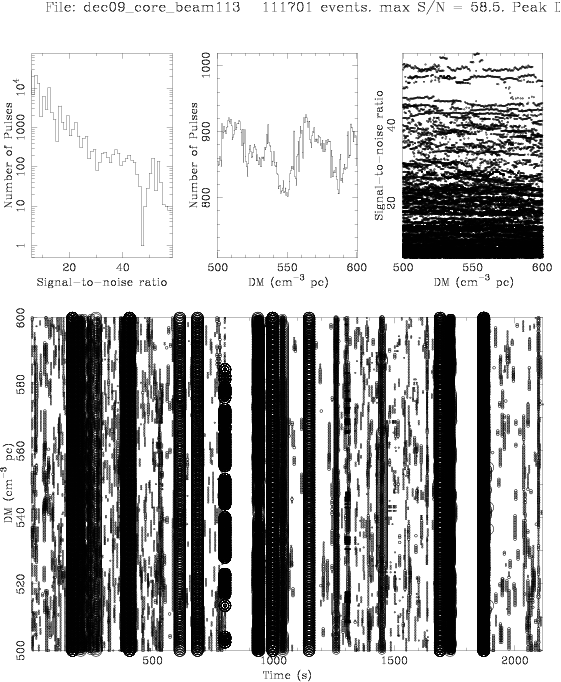 File: dec09_core_beam113 111701 events. max S/N = 58.5. Peak
Number of Pulses
10⁴
1000
100
10
1
20 40
Signal−to−noise ratio
Number of Pulses
1000
900
800
500 550 600
DM (cm⁻³ pc)
Signal−to−noise ratio
40
20
500 550 600
DM (cm⁻³ pc)
DM (cm⁻³ pc)
600
580
560
540
520
500
500 1000 1500 2000
Time (s)